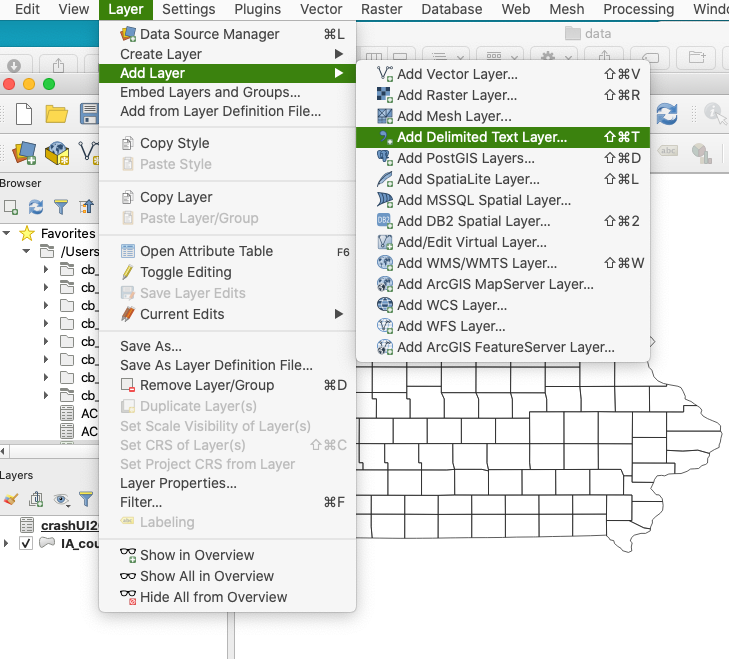 Edit View Layer Settings Plugins Vector Raster Database Web Mesh Processing Windo
data
Data Source Manager ⌘L
Create Layer
Add Layer
Embed Layers and Groups...
Add from Layer Definition File...
Copy Style
Paste Style
Copy Layer
Paste Layer/Group
Open Attribute Table F6
Toggle Editing
Save Layer Edits
Current Edits
Save As...
Save As Layer Definition File...
Remove Layer/Group ⌘D
Duplicate Layer(s)
Set Scale Visibility of Layer(s)
Set CRS of Layer(s) ⇧⌘C
Set Project CRS from Layer
Layer Properties...
Filter... ⌘F
Labeling
Show in Overview
Show All in Overview
Hide All from Overview
Add Vector Layer... ⇧⌘V
Add Raster Layer... ⇧⌘R
Add Mesh Layer...
Add Delimited Text Layer... ⇧⌘T
Add PostGIS Layers... ⇧⌘D
Add SpatiaLite Layer... ⇧⌘L
Add MSSQL Spatial Layer...
DB2 Add DB2 Spatial Layer... ⇧⌘2
Add/Edit Virtual Layer...
Add WMS/WMTS Layer... ⇧⌘W
Add ArcGIS MapServer Layer...
Add WCS Layer...
Add WFS Layer...
Add ArcGIS FeatureServer Layer...
abc
Browser
Favorites
/Users
cb_
cb_
cb_
cb_
cb_
cb_
cb_
cb_
AC
AC
Layers
crashUI20
IA_cou